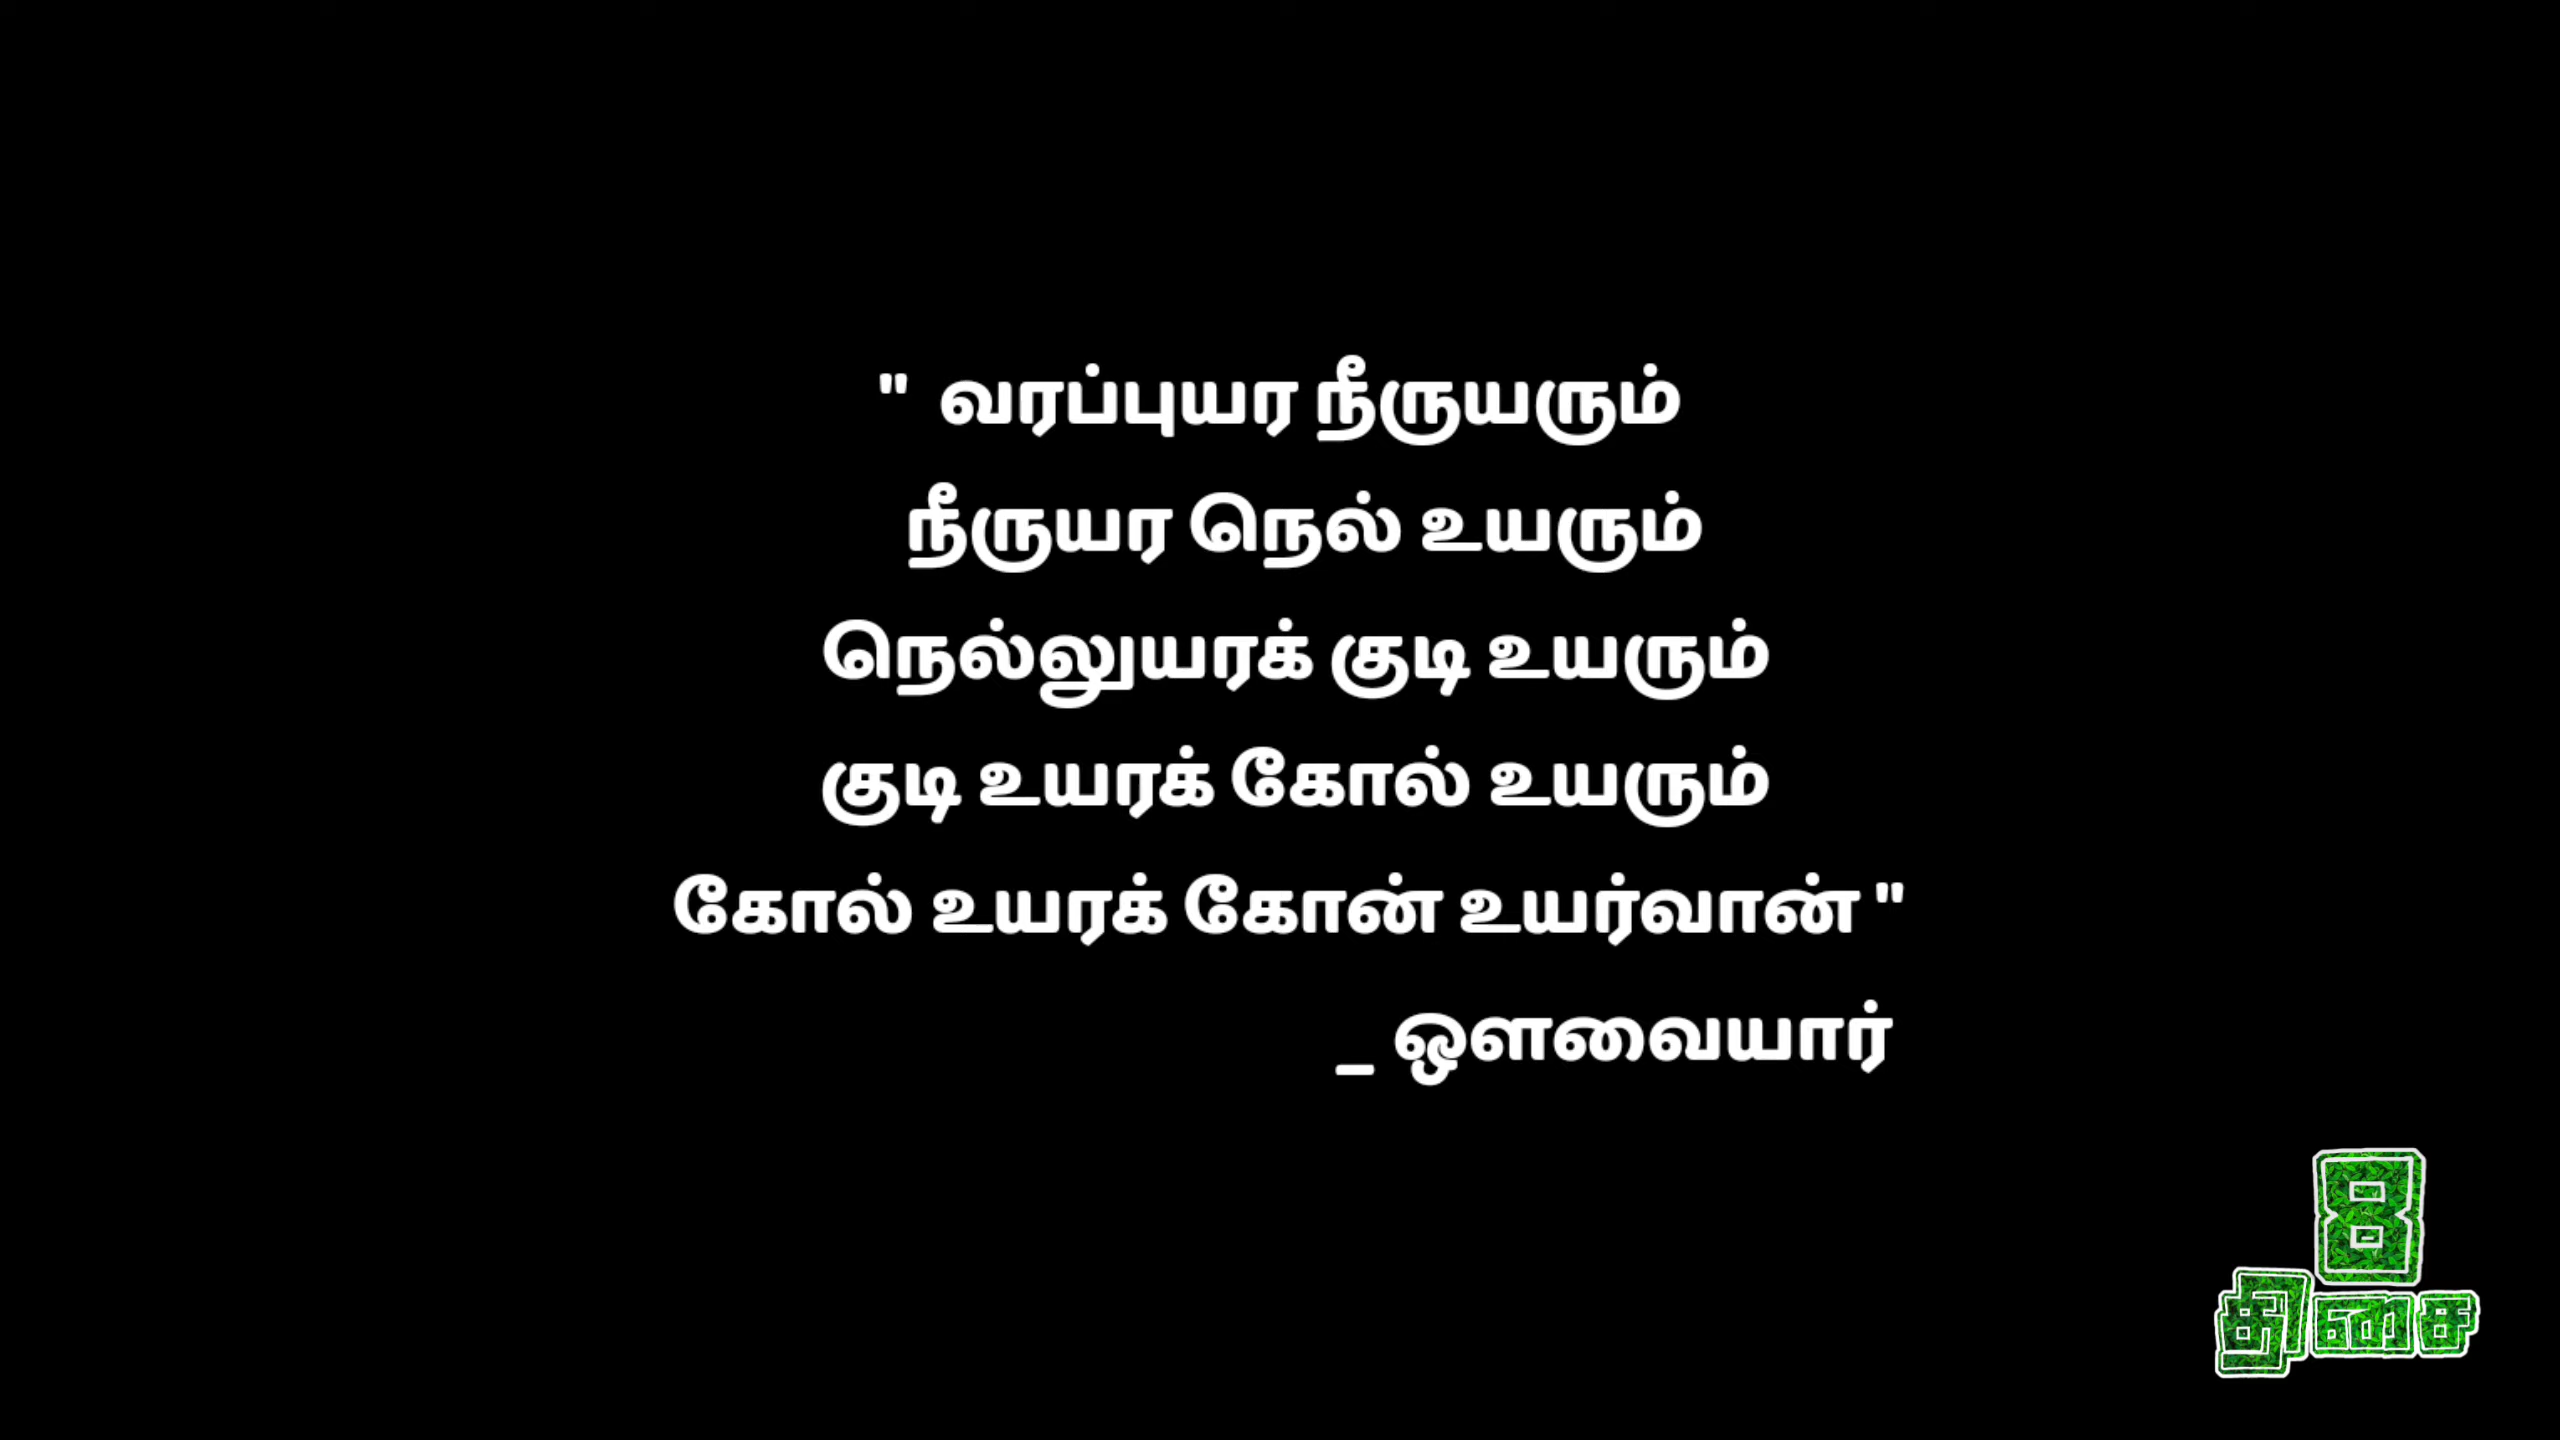 " வரப்புயர நீருயரும்
நீருயர நெல் உயரும்
நெல்லுயரக் குடி உயரும்
குடி உயரக் கோல் உயரும்
கோல் உயரக் கோன் உயர்வான் "
_ ஔவையார்
8
திசை